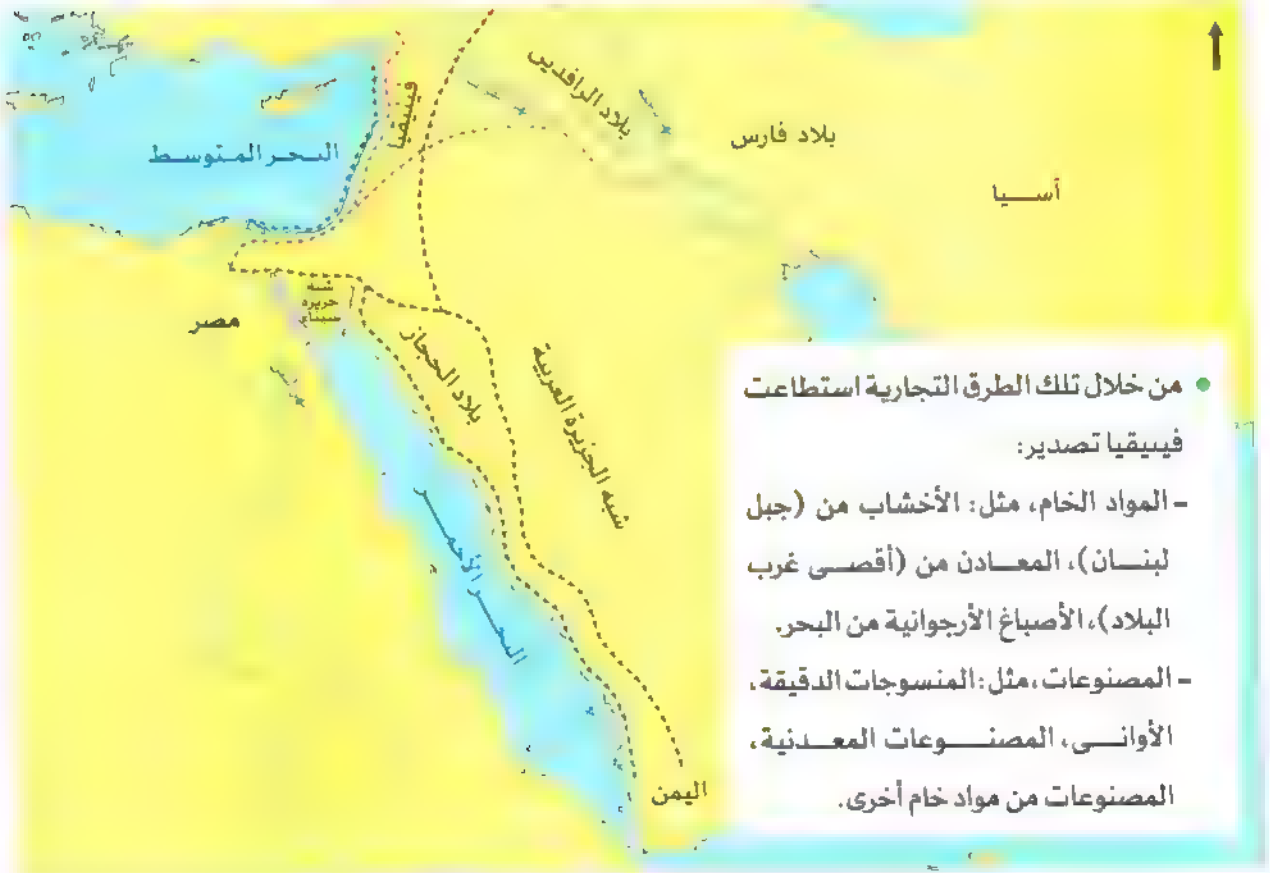 فينيقيا
بلاد الرافدين
بلاد فارس
البحر المتوسط
أسيا
شبه
جزيرة
سيناء
مصر
بلاد الحجاز
شبه الجزيرة العربية
البحر الأحمر
اليمن
• من خلال تلك الطرق التجارية استطاعت
فينيقيا تصدير:
- المواد الخام، مثل: الأخشاب من (جبل
لبنان)، المعادن من (أقصى غرب
البلاد)، الأصباغ الأرجوانية من البحر.
- المصنوعات، مثل: المنسوجات الدقيقة،
الأوانى، المصنوعات المعدنية،
المصنوعات من مواد خام أخرى.